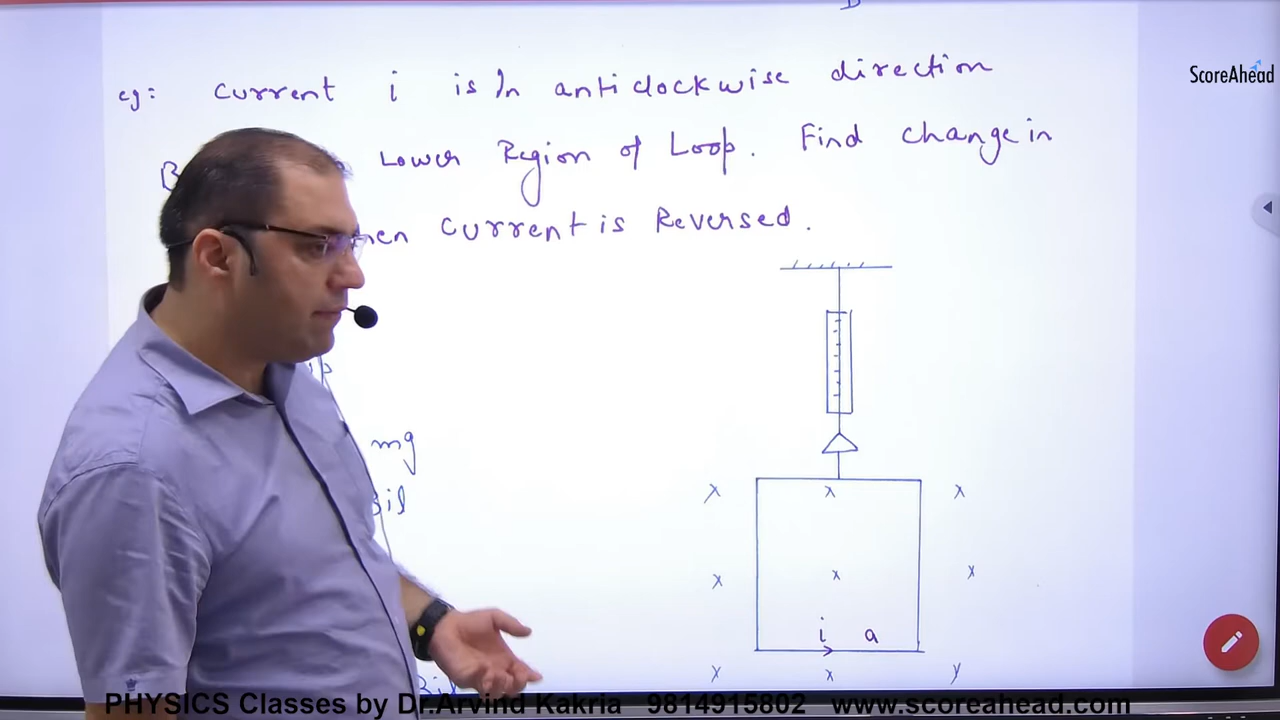 ScoreAhead
eg: Current i is In anticlockwise direction
Lower Region of Loop. Find change in
Current is Reversed.
mg
i a
PHYSICS Classes by Dr.Arvind Kakria 9814915802 www.scoreahead.com